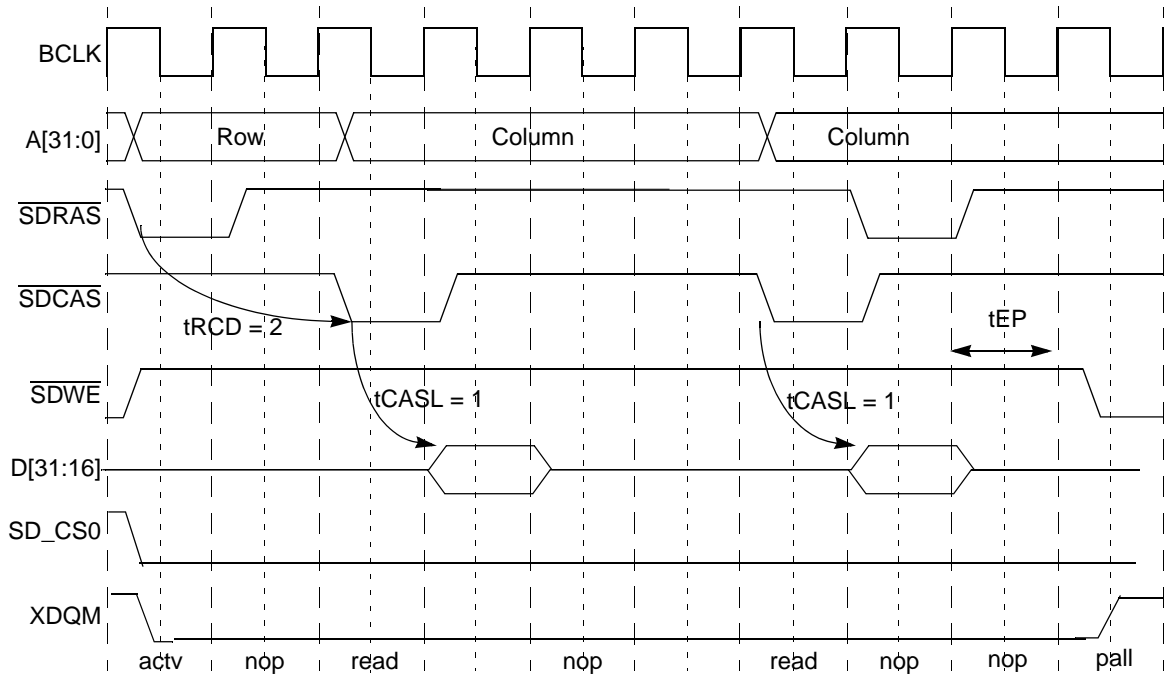 BCLK
A[31:0]
Row
Column
Column
SDRAS
SDCAS
tRCD = 2
tEP
SDWE
tCASL = 1
tCASL = 1
D[31:16]
SD_CS0
XDQM
actv
nop
read
nop
read
nop
nop
pall